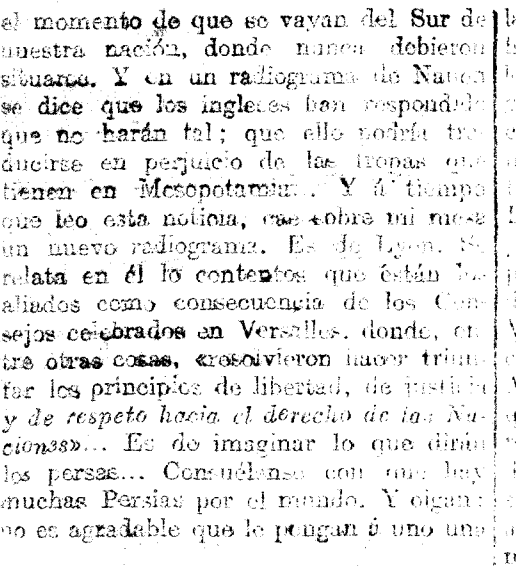 el momento de que se vayan del Sur de
nuestra nación, donde nunca debieron
situarse. Y en un radiograma de Nauen
se dice que los ingleses han respondido
que no harán tal; que ello podría tra-
ducirse en perjuicio de las tropas que
tienen en Mesopotamia... Y á tiempo
que leo esta noticia, cae sobre mi mesa
un nuevo radiograma. Es de Lyon. Se
relata en él lo contentos que están los
aliados como consecuencia de los Con-
sejos celebrados en Versalles, donde, en-
tre otras cosas, «resolvieron hacer triun-
far los principios de libertad, de justicia
y de respeto hacia el derecho de las Na-
ciones»... Es de imaginar lo que dirán
los persas... Consuélense con que hay
muchas Persias por el mundo. Y oigan:
no es agradable que le pongan á uno una